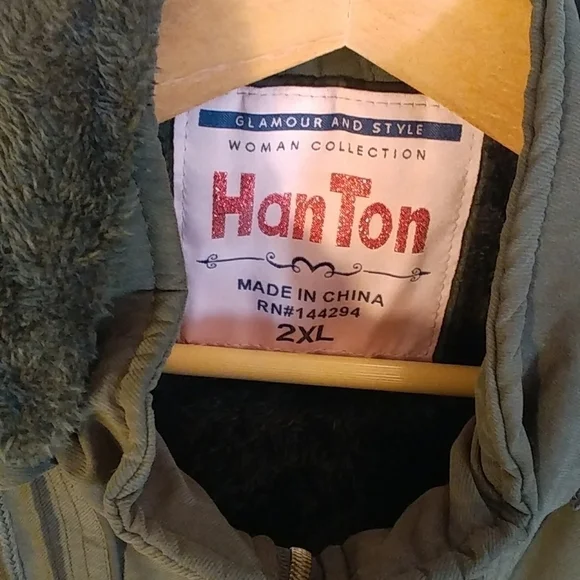 GLAMOUR AND STYLE
WOMAN COLLECTION
HanTon
MADE IN CHINA
RN#144294
2XL